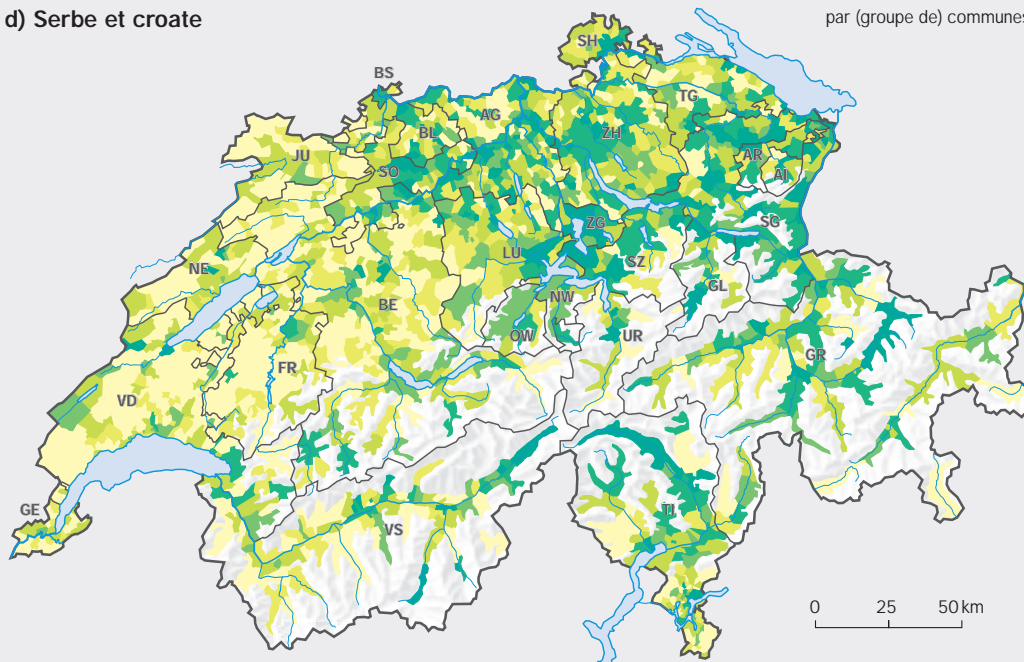 d) Serbe et croate
par (groupe de) communes
SH
BS
TG
AG
BL
ZH
JU
AR
SO
AI
ZG
SG
LU
SZ
NE
GL
NW
BE
OW
UR
GR
FR
VD
GE
TI
VS
0 25 50 km